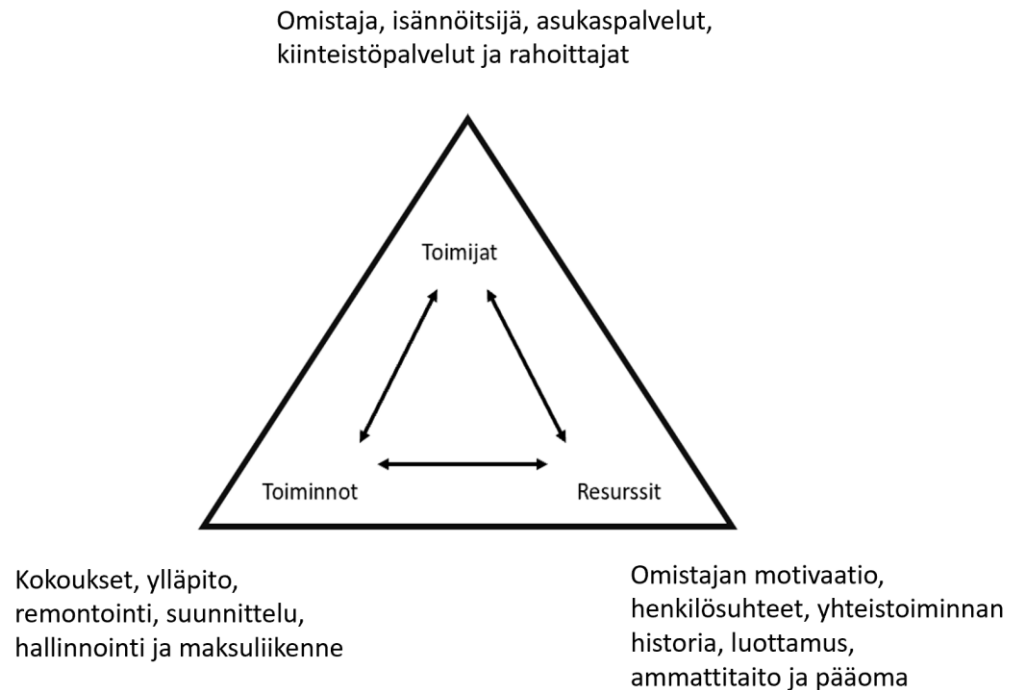 Omistaja, isännöitsijä, asukaspalvelut,
kiinteistöpalvelut ja rahoittajat
Toimijat
Toiminnot
Resurssit
Kokoukset, ylläpito,
remontointi, suunnittelu,
hallinnointi ja maksuliikenne
Omistajan motivaatio,
henkilösuhteet, yhteistoiminnan
historia, luottamus,
ammattitaito ja pääoma